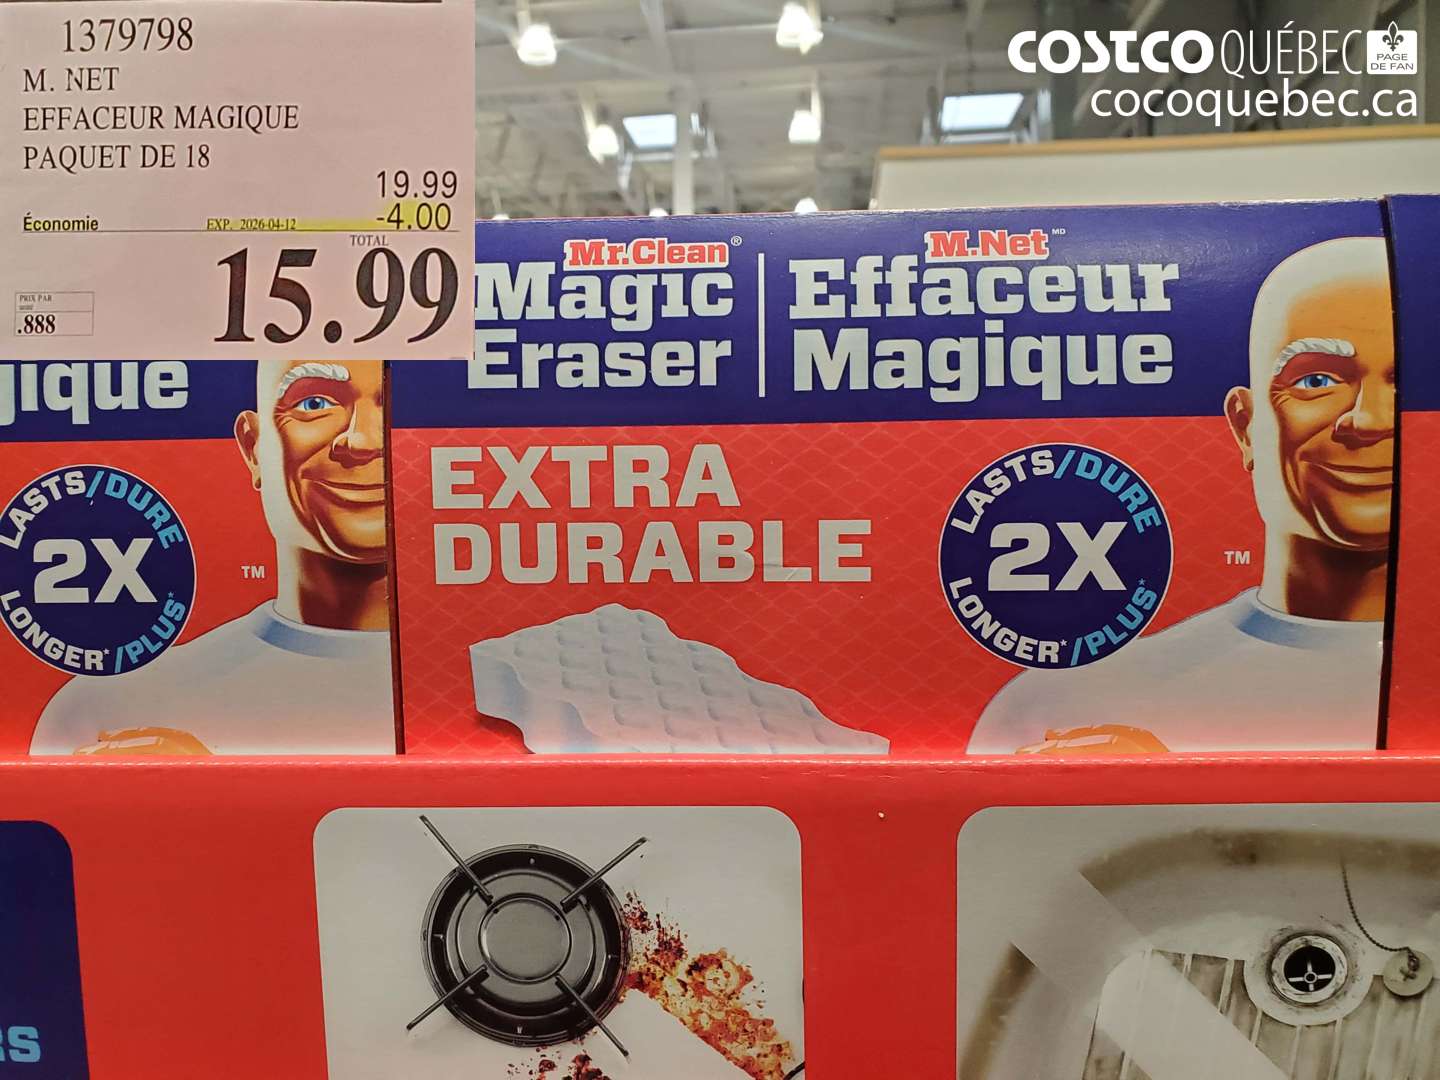 1379798
M. NET
EFFACEUR MAGIQUE
PAQUET DE 18
19.99
Économie EXP. 2026-04-12 -4.00
TOTAL
15.99
PRIX PAR
.888
COSTCO QUÉBEC PAGE DE FAN
cocoquebec.ca
Mr.Clean®
Magic
Eraser
M.Net MD
Effaceur
Magique
EXTRA
DURABLE
LASTS/DURE
2X
LONGER*/PLUS*
TM
gique
LASTS/DURE
2X
LONGER*/PLUS*
TM
RS